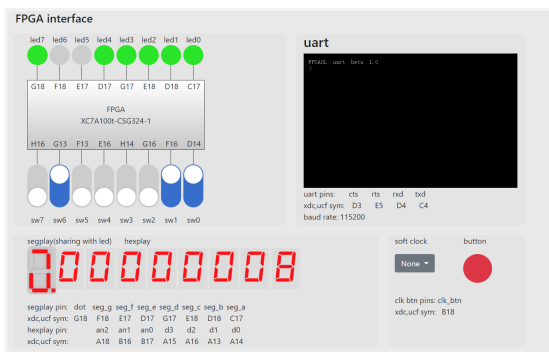 FPGA interface
led7 led6 led5 led4 led3 led2 led1 led0
G18 F18 E17 D17 G17 E18 D18 C17
FPGA
XC7A100t-CSG324-1
H16 G13 F13 E16 H14 G16 F16 D14
sw7 sw6 sw5 sw4 sw3 sw2 sw1 sw0
uart
FPGAOL uart beta 1.0
>
uart pins: cts rts rxd txd
xdc,ucf sym: D3 E5 D4 C4
baud rate: 115200
segplay(sharing with led) hexplay
00000008
segplay pin: dot seg_g seg_f seg_e seg_d seg_c seg_b seg_a
xdc,ucf sym: G18 F18 E17 D17 G17 E18 D18 C17
hexplay pin: an2 an1 an0 d3 d2 d1 d0
xdc,ucf sym: A18 B16 B17 A15 A16 A13 A14
soft clock button
None
clk btn pins: clk_btn
xdc,ucf sym: B18